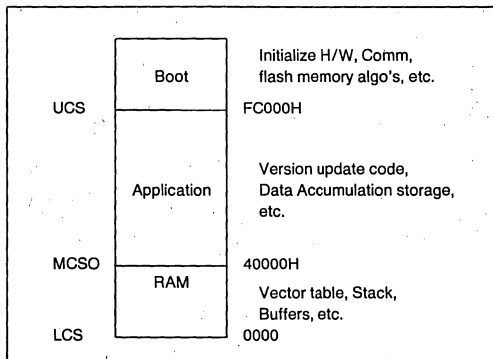 Boot
Initialize H/W, Comm,
flash memory algo's, etc.
UCS
FC000H
Application
Version update code,
Data Accumulation storage,
etc.
MCSO
40000H
RAM
Vector table, Stack,
Buffers, etc.
LCS
0000